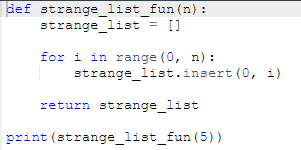 def strange_list_fun(n):
    strange_list = []

    for i in range(0, n):
        strange_list.insert(0, i)

    return strange_list

print(strange_list_fun(5))